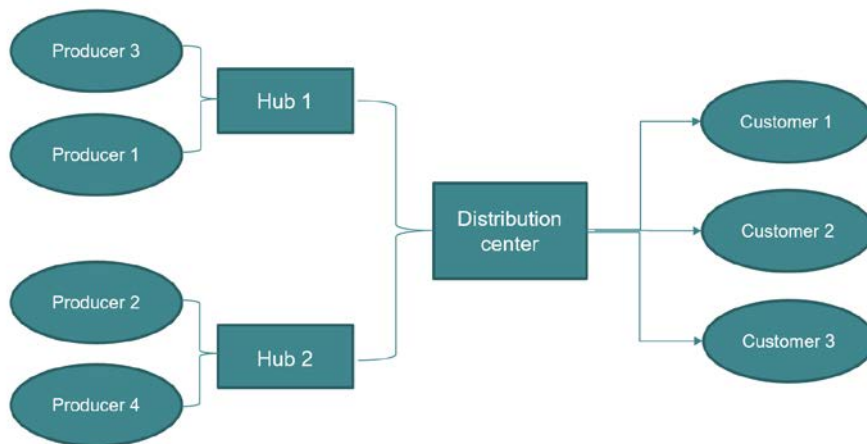 Producer 3
Hub 1
Producer 1
Customer 1
Distribution
center
Customer 2
Producer 2
Hub 2
Customer 3
Producer 4